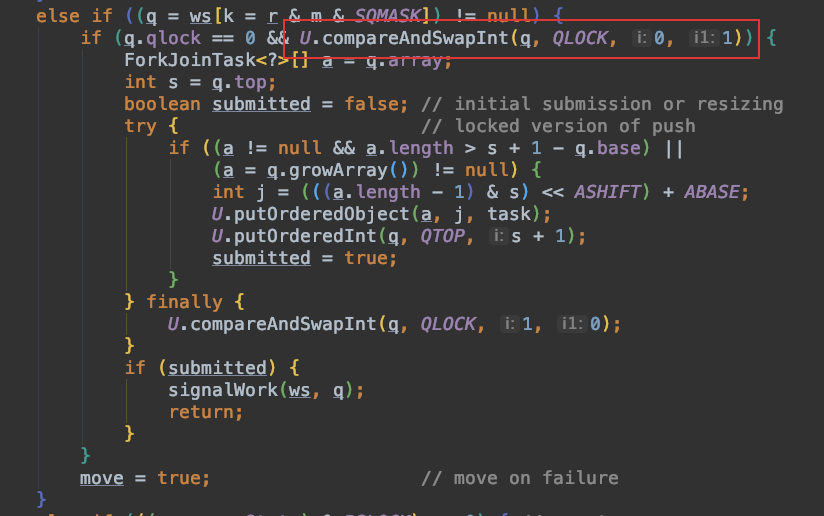 else if ((q = ws[k = r & m & SQMASK]) != null) {
if (q.qlock == 0 && U.compareAndSwapInt(q, QLOCK, i: 0, i1: 1)) {
ForkJoinTask<?>[] a = q.array;
int s = q.top;
boolean submitted = false; // initial submission or resizing
try { // locked version of push
if ((a != null && a.length > s + 1 - q.base) ||
(a = q.growArray()) != null) {
int j = (((a.length - 1) & s) << ASHIFT) + ABASE;
U.putOrderedObject(a, j, task);
U.putOrderedInt(q, QTOP, i: s + 1);
submitted = true;
}
} finally {
U.compareAndSwapInt(q, QLOCK, i: 1, i1: 0);
}
if (submitted) {
signalWork(ws, q);
return;
}
}
move = true; // move on failure
}